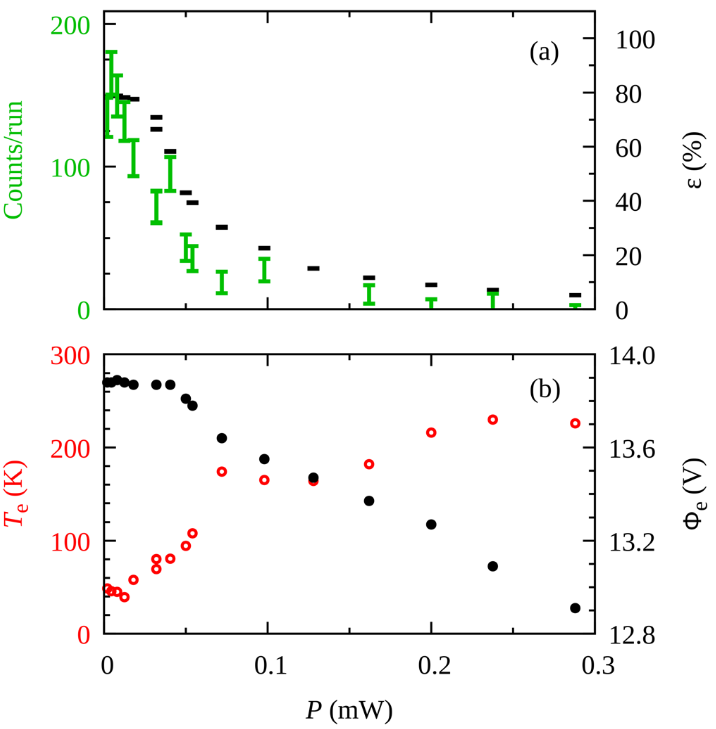 200
100
0
Counts/run
(a)
100
80
60
40
20
0
ε (%)
300
200
100
0
Te (K)
(b)
14.0
13.6
13.2
12.8
Φe (V)
0 0.1 0.2 0.3
P (mW)